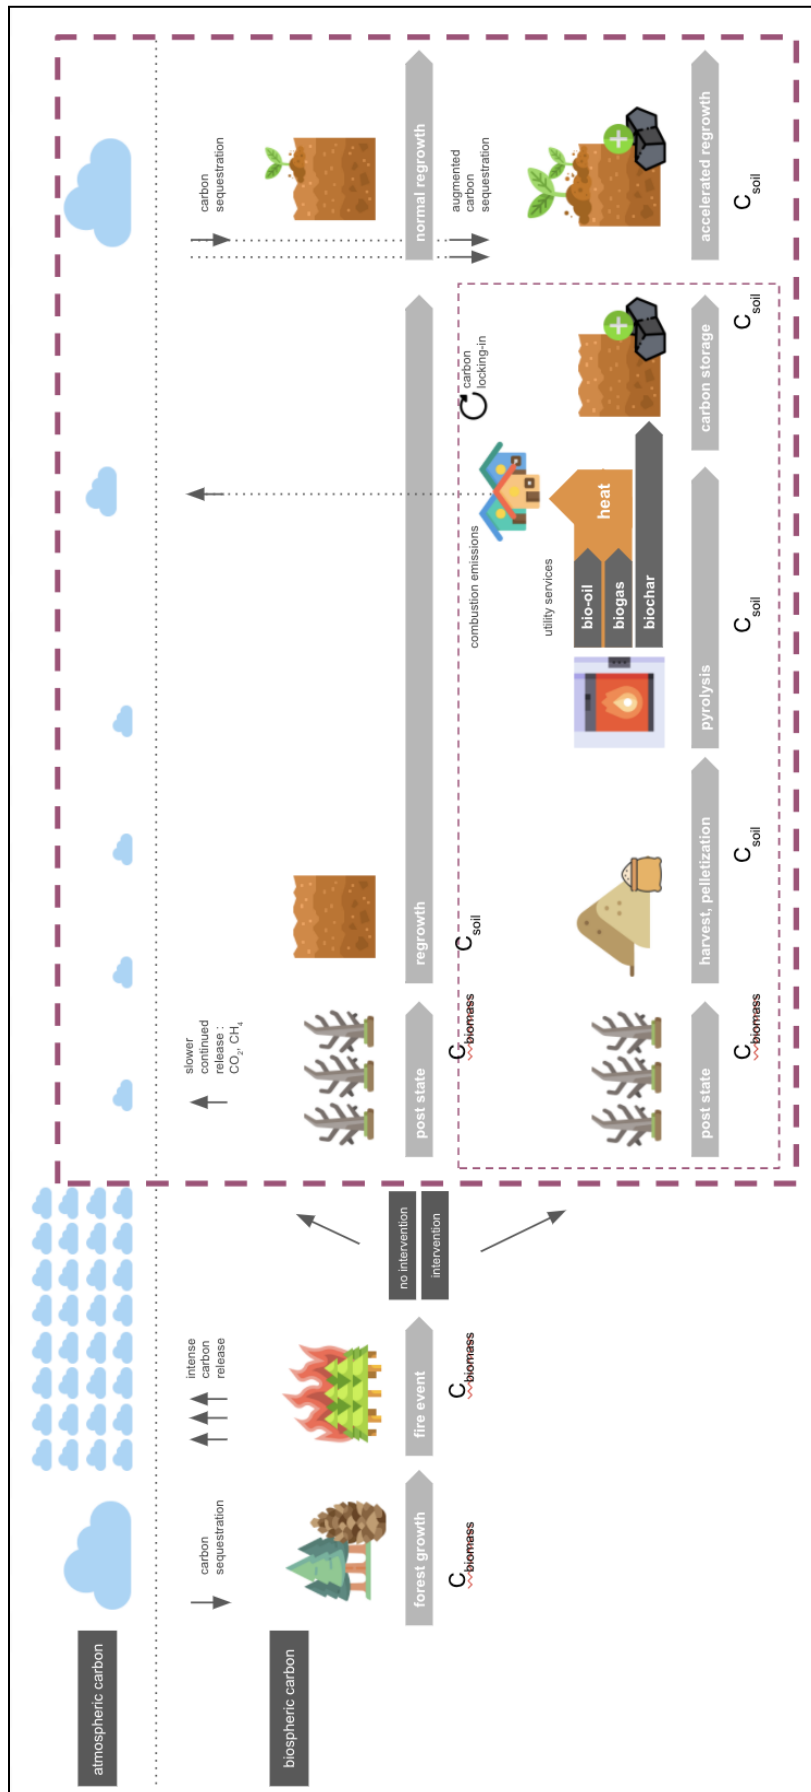 atmospheric carbon
biospheric carbon
carbon
sequestration
forest growth
C biomass
intense
carbon
release
fire event
C biomass
no intervention
intervention
slower
continued
release :
CO2, CH4
post state
C biomass
regrowth
C soil
carbon
sequestration
normal regrowth
post state
C biomass
harvest, pelletization
C soil
combustion emissions
utility services
bio-oil
biogas
biochar
heat
pyrolysis
C soil
carbon
locking-in
carbon storage
C soil
augmented
carbon
sequestration
accelerated regrowth
C soil